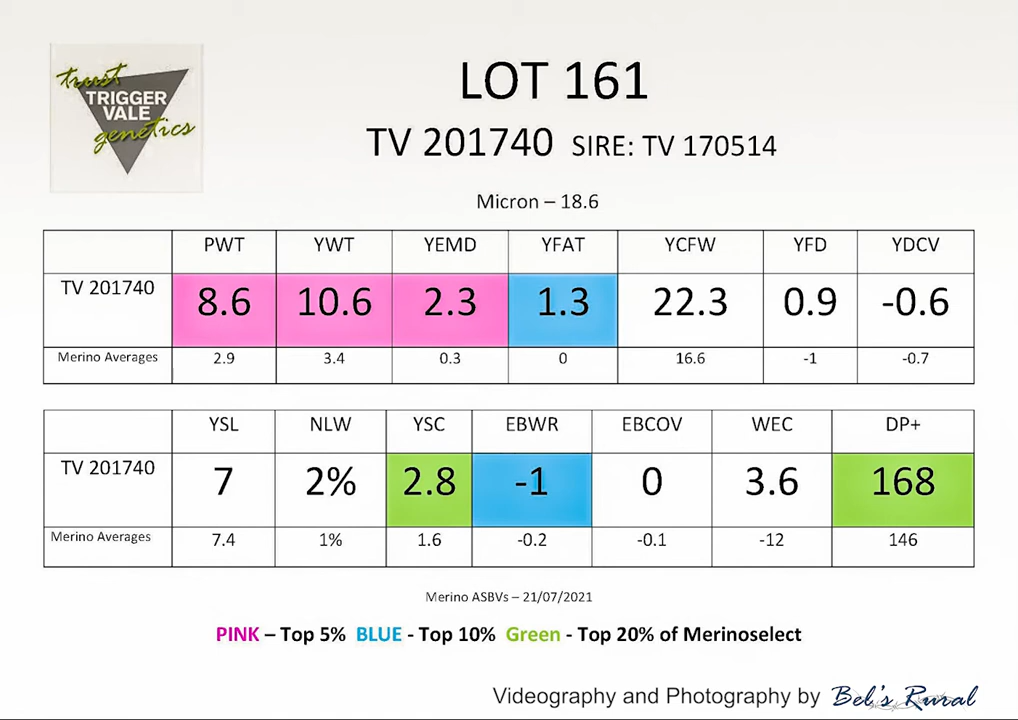 trust
TRIGGER
VALE
genetics
LOT 161
TV 201740 SIRE: TV 170514
Micron – 18.6
PWT YWT YEMD YFAT YCFW YFD YDCV
TV 201740 8.6 10.6 2.3 1.3 22.3 0.9 -0.6
Merino Averages 2.9 3.4 0.3 0 16.6 -1 -0.7
YSL NLW YSC EBWR EBCOV WEC DP+
TV 201740 7 2% 2.8 -1 0 3.6 168
Merino Averages 7.4 1% 1.6 -0.2 -0.1 -12 146
Merino ASBVs – 21/07/2021
PINK – Top 5% BLUE - Top 10% Green - Top 20% of Merinoselect
Videography and Photography by Bel's Rural